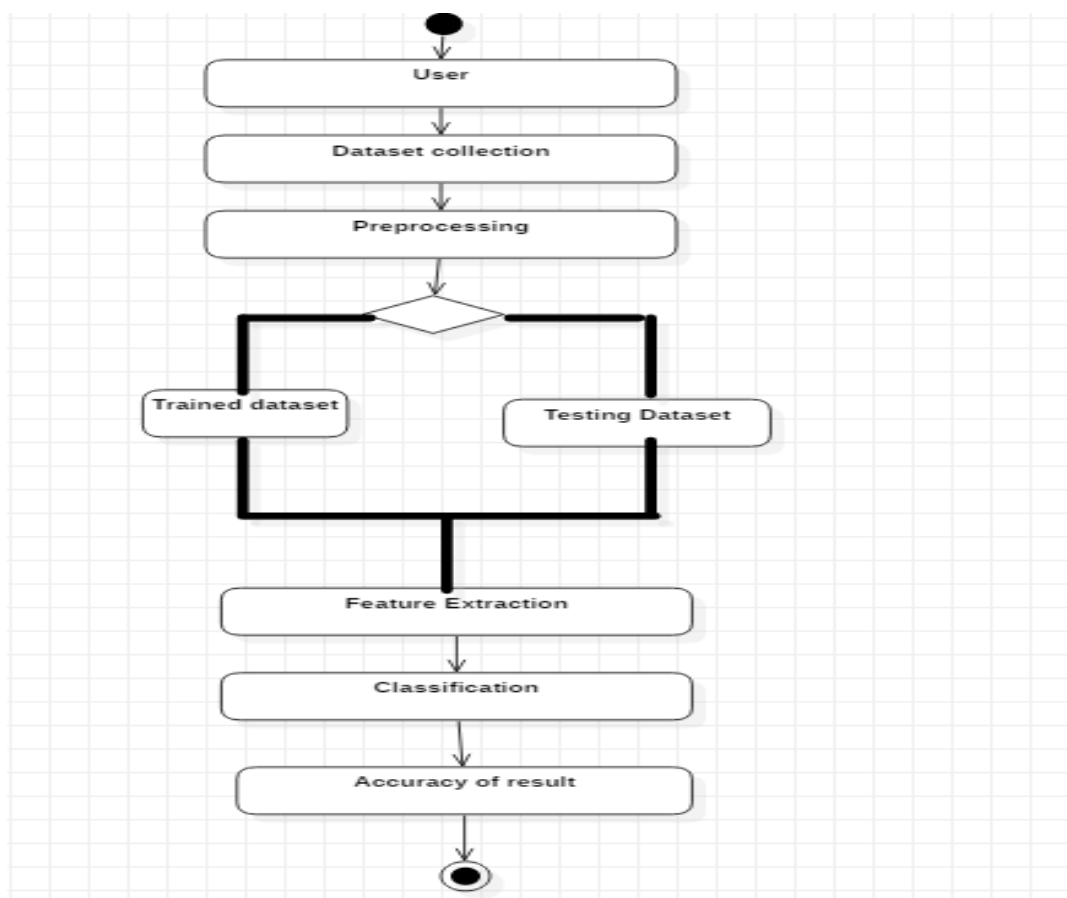 User
Dataset collection
Preprocessing
Trained dataset
Testing Dataset
Feature Extraction
Classification
Accuracy of result